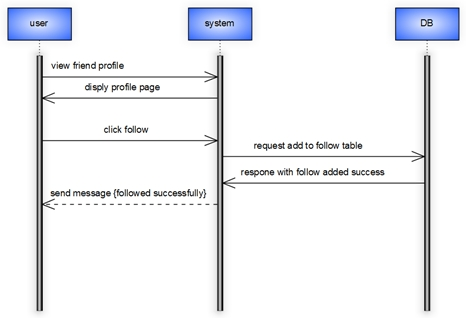 user
system
DB
view friend profile
disply profile page
click follow
request add to follow table
respone with follow added success
send message {followed successfully}